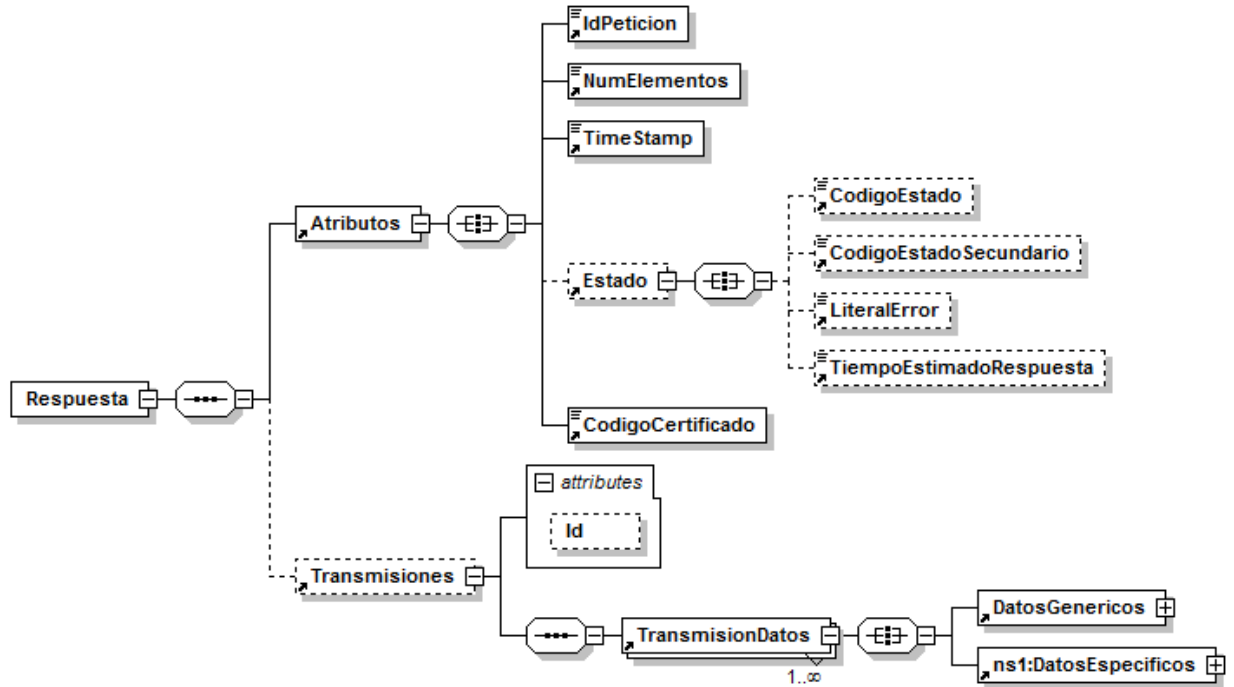 IdPeticion
NumElementos
TimeStamp
CodigoEstado
Atributos
CodigoEstadoSecundario
Estado
LiteralError
TiempoEstimadoRespuesta
Respuesta
CodigoCertificado
attributes
Id
Transmisiones
DatosGenericos
TransmisionDatos
ns1:DatosEspecificos
1..∞